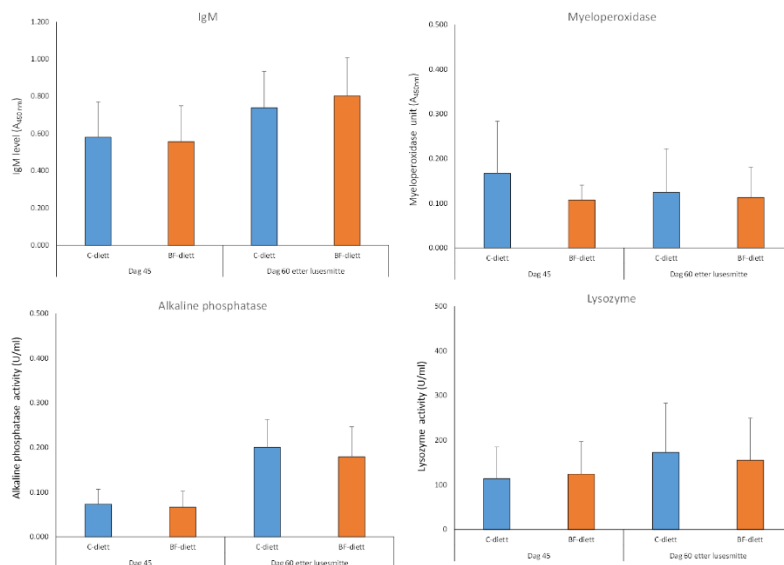 IgM
IgM level (A450 nm)
1.200
1.000
0.800
0.600
0.400
0.200
0.000
C-diett BF-diett C-diett BF-diett
Dag 45 Dag 60 etter lusesmitte
Myeloperoxidase
Myeloperoxidase unit (A450nm)
0.500
0.400
0.300
0.200
0.100
0.000
C-diett BF-diett C-diett BF-diett
Dag 45 Dag 60 etter lusesmitte
Alkaline phosphatase
Alkaline phosphatase activity (U/ml)
0.500
0.400
0.300
0.200
0.100
0.000
C-diett BF-diett C-diett BF-diett
Dag 45 Dag 60 etter lusesmitte
Lysozyme
Lysozyme activity (U/ml)
500
400
300
200
100
0
C-diett BF-diett C-diett BF-diett
Dag 45 Dag 60 etter lusesmitte